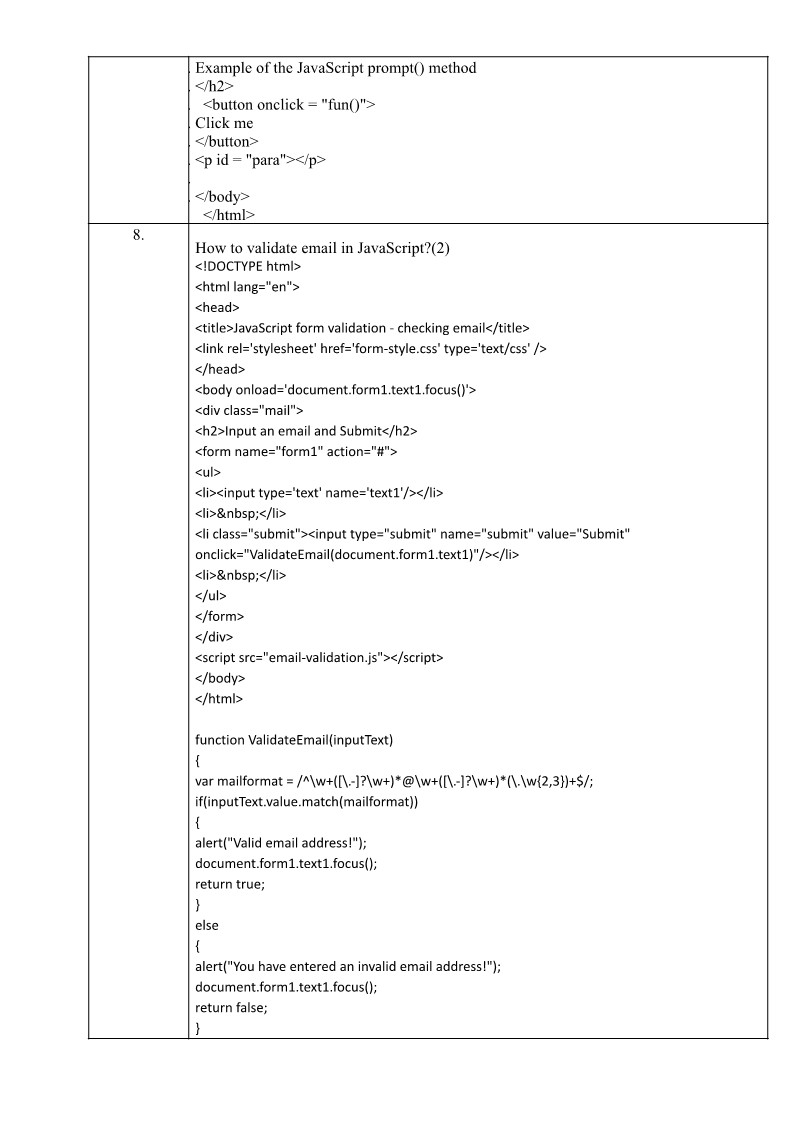 Example of the JavaScript prompt() method
</h2>
<button onclick = "fun()">
Click me
</button>
<p id = "para"></p>
</body>
</html>
8.
How to validate email in JavaScript?(2)
<!DOCTYPE html>
<html lang="en">
<head>
<title>JavaScript form validation - checking email</title>
<link rel='stylesheet' href='form-style.css' type='text/css' />
</head>
<body onload='document.form1.text1.focus()'>
<div class="mail">
<h2>Input an email and Submit</h2>
<form name="form1" action="#">
<ul>
<li><input type='text' name='text1'/></li>
<li>&nbsp;</li>
<li class="submit"><input type="submit" name="submit" value="Submit"
onclick="ValidateEmail(document.form1.text1)"/></li>
<li>&nbsp;</li>
</ul>
</form>
</div>
<script src="email-validation.js"></script>
</body>
</html>
function ValidateEmail(inputText)
{
var mailformat = /^\w+([\.-]?\w+)*@\w+([\.-]?\w+)*(\.\w{2,3})+$/;
if(inputText.value.match(mailformat))
{
alert("Valid email address!");
document.form1.text1.focus();
return true;
}
else
{
alert("You have entered an invalid email address!");
document.form1.text1.focus();
return false;
}